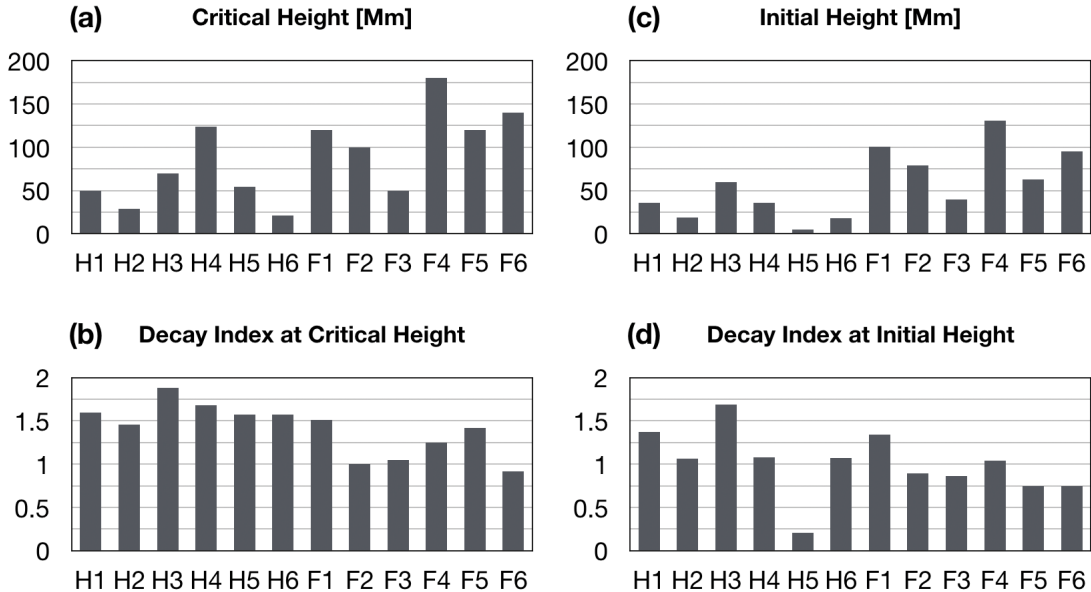 (a) Critical Height [Mm]
200
150
100
50
0
H1 H2 H3 H4 H5 H6 F1 F2 F3 F4 F5 F6
(c) Initial Height [Mm]
200
150
100
50
0
H1 H2 H3 H4 H5 H6 F1 F2 F3 F4 F5 F6
(b) Decay Index at Critical Height
2
1.5
1
0.5
0
H1 H2 H3 H4 H5 H6 F1 F2 F3 F4 F5 F6
(d) Decay Index at Initial Height
2
1.5
1
0.5
0
H1 H2 H3 H4 H5 H6 F1 F2 F3 F4 F5 F6